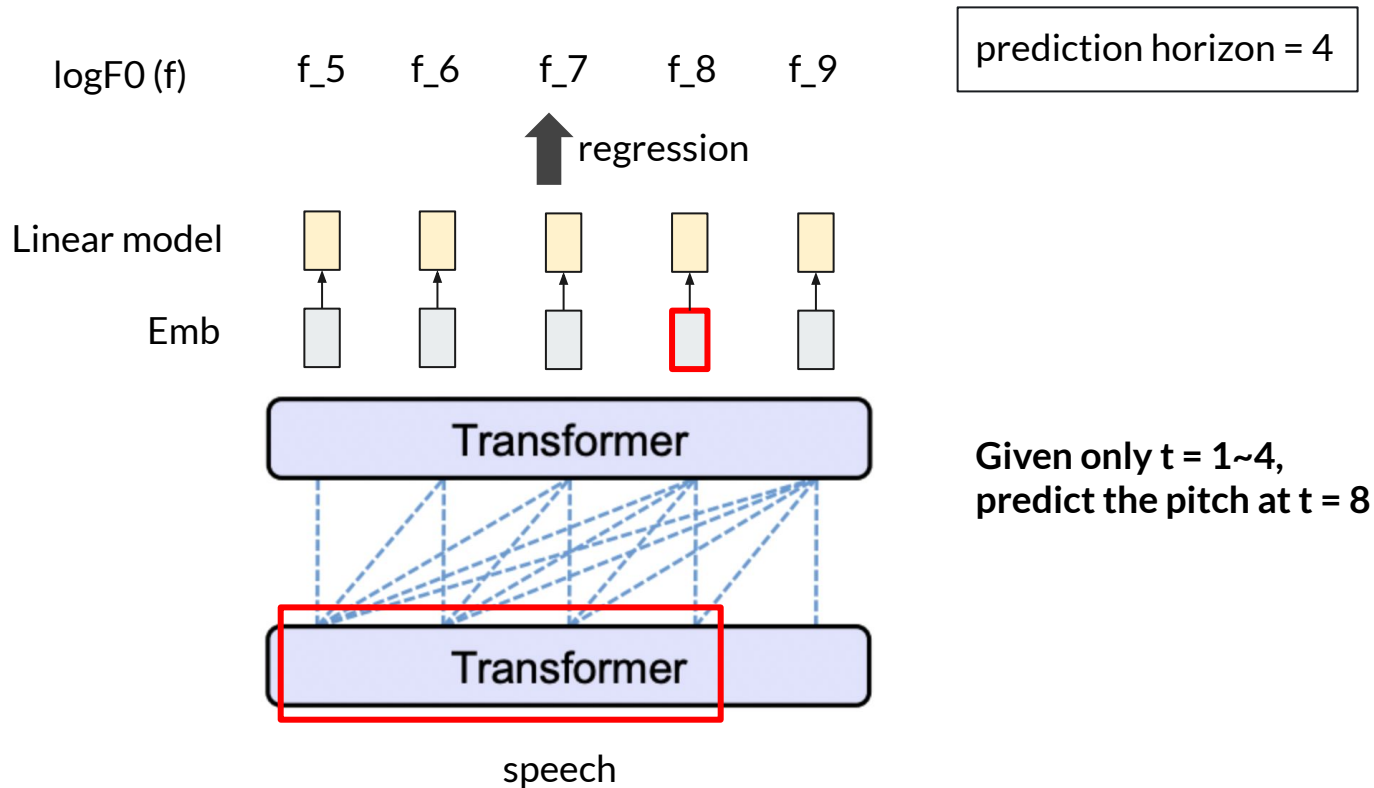 prediction horizon = 4
logF0 (f) f_5 f_6 f_7 f_8 f_9
regression
Linear model
Emb
Transformer
Given only t = 1~4,
predict the pitch at t = 8
Transformer
speech